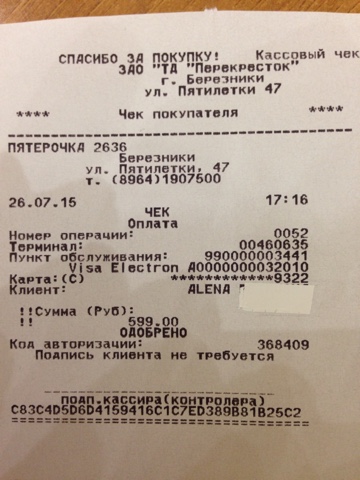 СПАСИБО ЗА ПОКУПКУ! Кассовый чек
ЗАО "ТД "Перекресток"
г. Березники
ул. Пятилетки 47
**** Чек покупателя ****
ПЯТЕРОЧКА 2636
Березники
ул. Пятилетки, 47
т. (8964)1907500
26.07.15 17:16
ЧЕК
Оплата
Номер операции: 0052
Терминал: 00460635
Пункт обслуживания: 990000003441
Visa Electron A0000000032010
Карта:(C) ************9322
Клиент: ALENA
!!Сумма (Руб):
!! 599.00
ОДОБРЕНО
Код авторизации: 368409
Подпись клиента не требуется
подп.кассира(контролера)
C83C4D5D6D4159416C1C7ED389B81B25C2